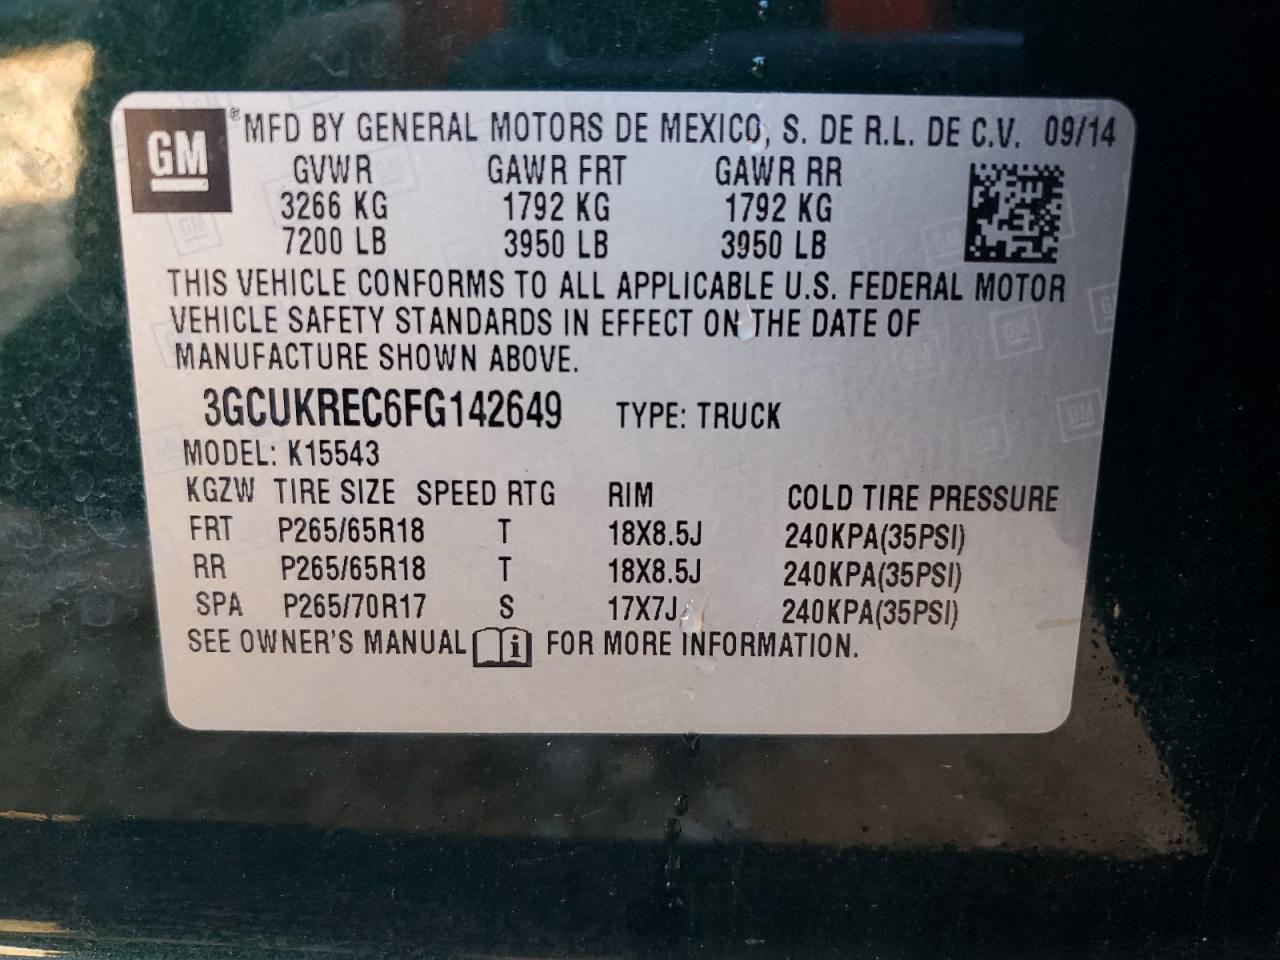 GM ® MFD BY GENERAL MOTORS DE MEXICO, S. DE R.L. DE C.V. 09/14
GVWR GAWR FRT GAWR RR
3266 KG 1792 KG 1792 KG
7200 LB 3950 LB 3950 LB
THIS VEHICLE CONFORMS TO ALL APPLICABLE U.S. FEDERAL MOTOR
VEHICLE SAFETY STANDARDS IN EFFECT ON THE DATE OF
MANUFACTURE SHOWN ABOVE.
3GCUKREC6FG142649 TYPE: TRUCK
MODEL: K15543
KGZW TIRE SIZE SPEED RTG RIM COLD TIRE PRESSURE
FRT P265/65R18 T 18X8.5J 240KPA(35PSI)
RR P265/65R18 T 18X8.5J 240KPA(35PSI)
SPA P265/70R17 S 17X7J 240KPA(35PSI)
SEE OWNER'S MANUAL i FOR MORE INFORMATION.